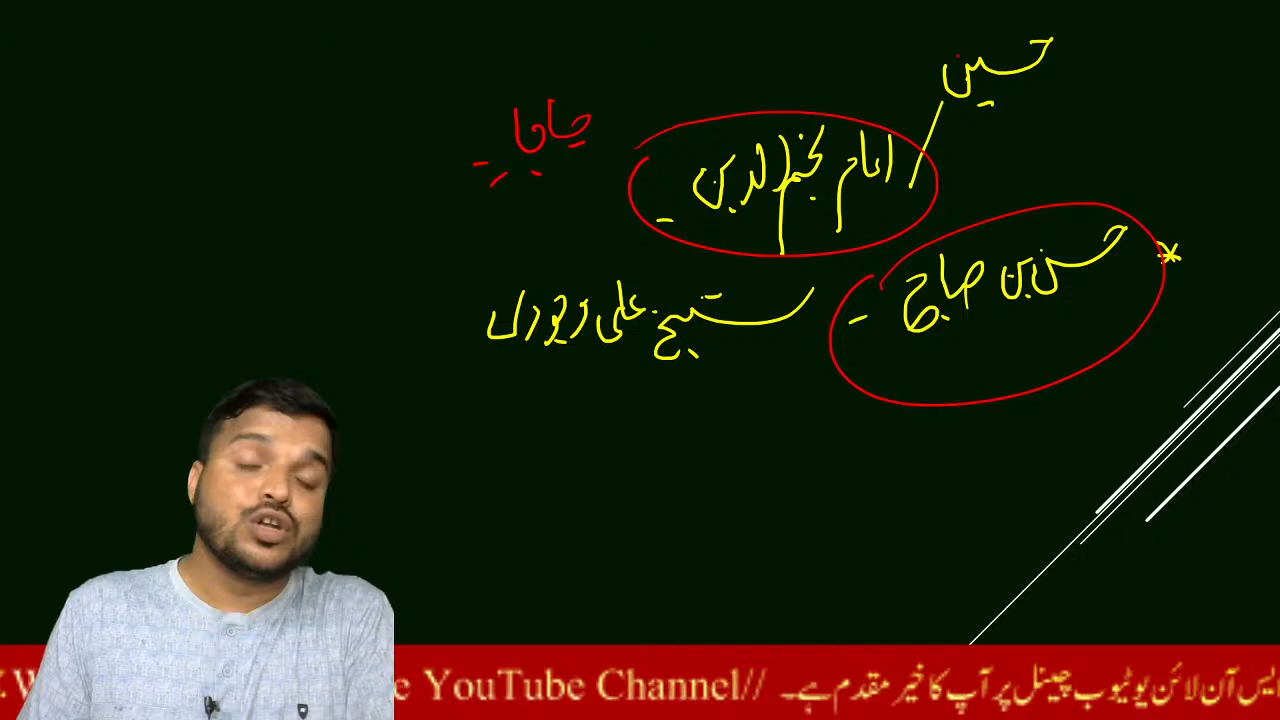 حسین
امام نجم الدین ۔
چاچا ۔
* حسن بن صباح ۔
شیخ علی وجودی
e YouTube Channel// ایس آن لائن یوٹیوب چینل پر آپ کا خیر مقدم ہے۔